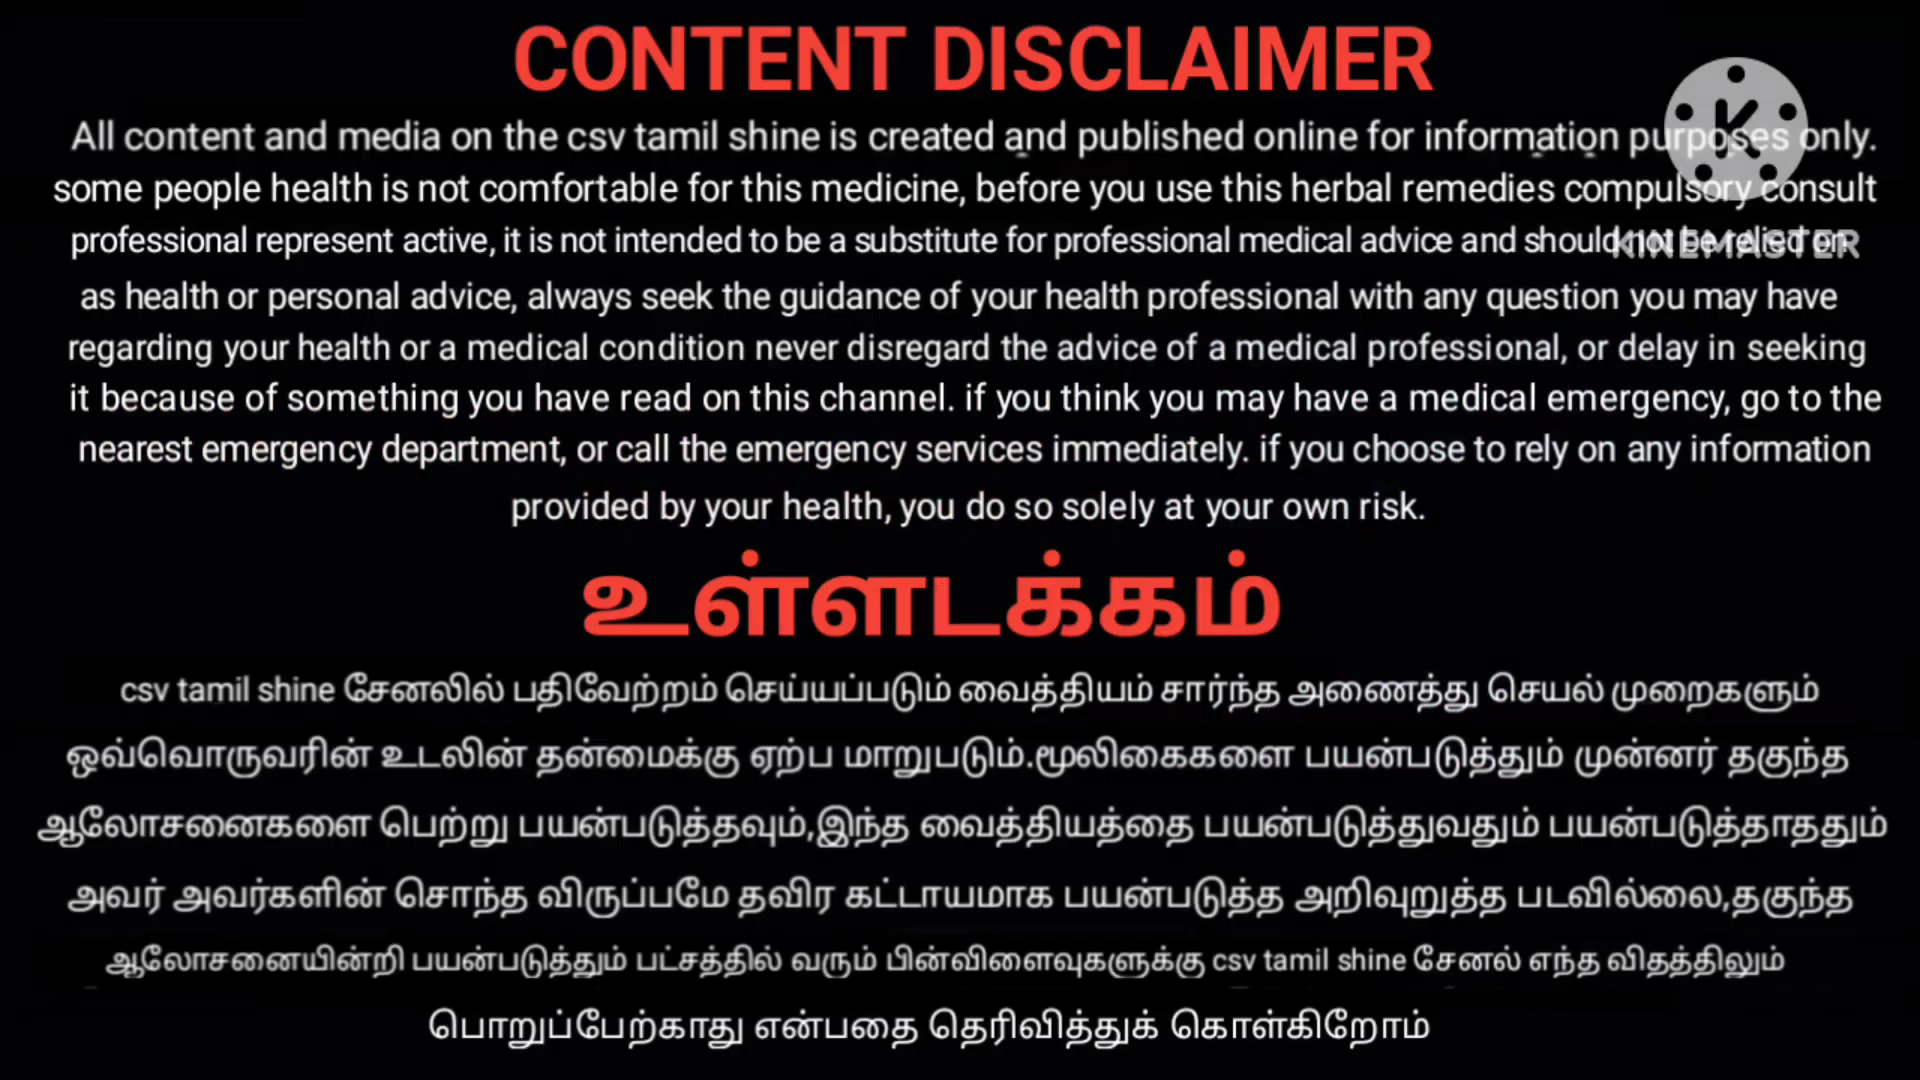 CONTENT DISCLAIMER
All content and media on the csv tamil shine is created and published online for information purposes only.
some people health is not comfortable for this medicine, before you use this herbal remedies compulsory consult
professional represent active, it is not intended to be a substitute for professional medical advice and should not be relied on
KINEMASTER
as health or personal advice, always seek the guidance of your health professional with any question you may have
regarding your health or a medical condition never disregard the advice of a medical professional, or delay in seeking
it because of something you have read on this channel. if you think you may have a medical emergency, go to the
nearest emergency department, or call the emergency services immediately. if you choose to rely on any information
provided by your health, you do so solely at your own risk.
உள்ளடக்கம்
csv tamil shine சேனலில் பதிவேற்றம் செய்யப்படும் வைத்தியம் சார்ந்த அணைத்து செயல் முறைகளும்
ஒவ்வொருவரின் உடலின் தன்மைக்கு ஏற்ப மாறுபடும்.மூலிகைகளை பயன்படுத்தும் முன்னர் தகுந்த
ஆலோசனைகளை பெற்று பயன்படுத்தவும்,இந்த வைத்தியத்தை பயன்படுத்துவதும் பயன்படுத்தாததும்
அவர் அவர்களின் சொந்த விருப்பமே தவிர கட்டாயமாக பயன்படுத்த அறிவுறுத்த படவில்லை,தகுந்த
ஆலோசனையின்றி பயன்படுத்தும் பட்சத்தில் வரும் பின்விளைவுகளுக்கு csv tamil shine சேனல் எந்த விதத்திலும்
பொறுப்பேற்காது என்பதை தெரிவித்துக் கொள்கிறோம்